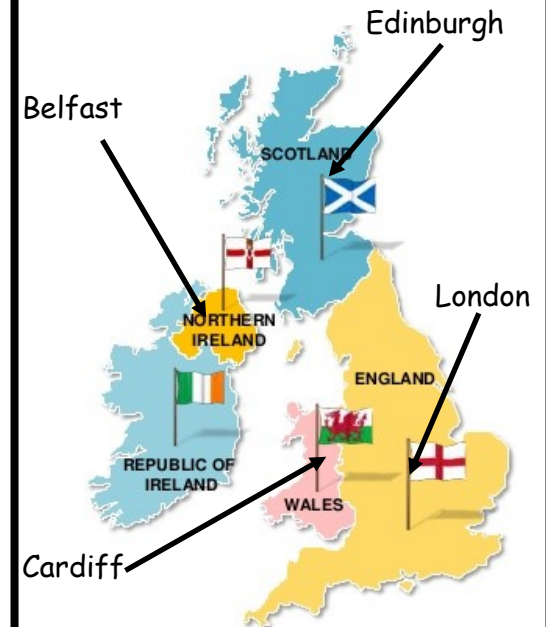 Edinburgh
Belfast
SCOTLAND
London
NORTHERN
IRELAND
ENGLAND
REPUBLIC OF
IRELAND
WALES
Cardiff